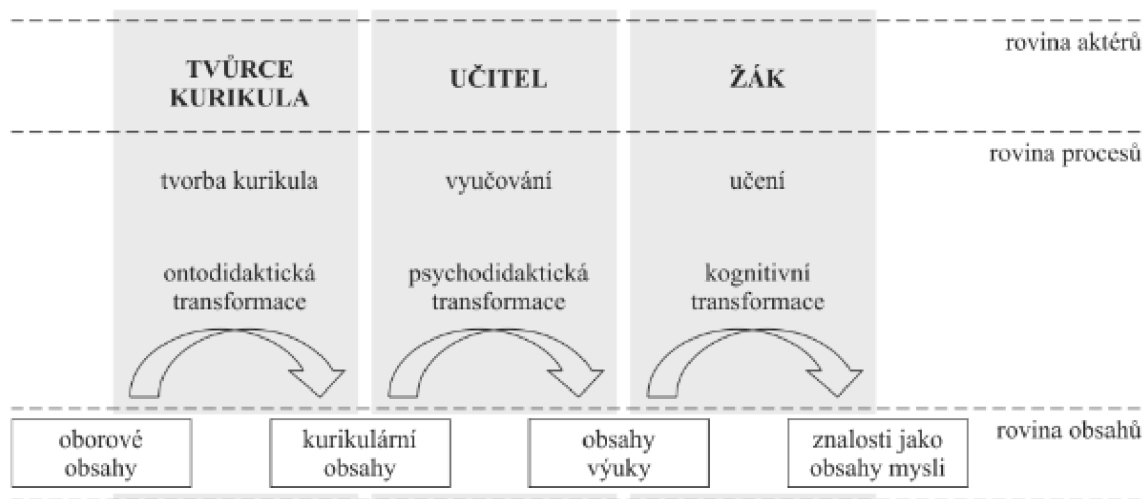 rovina aktérů
TVŮRCE
KURIKULA
UČITEL
ŽÁK
rovina procesů
tvorba kurikula
vyučování
učení
ontodidaktická
transformace
psychodidaktická
transformace
kognitivní
transformace
rovina obsahů
oborové
obsahy
kurikulární
obsahy
obsahy
výuky
znalosti jako
obsahy mysli